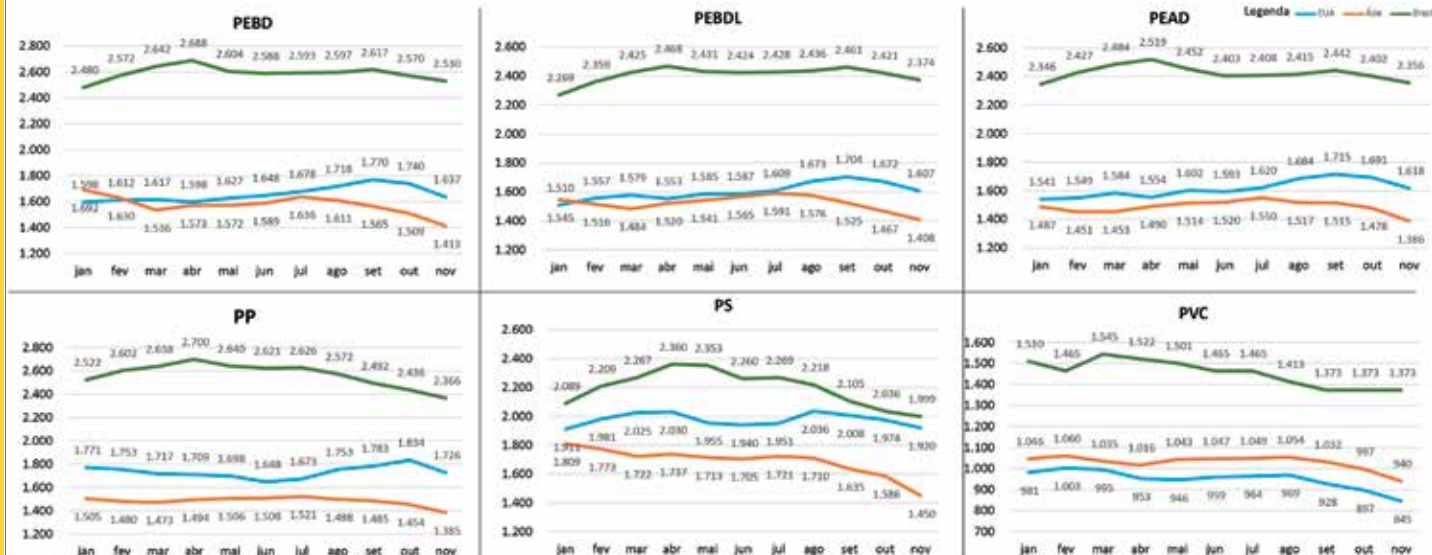 PEBD
2.800
2.600
2.400
2.200
2.000
1.800
1.600
1.400
1.200
2.480 2.572 2.642 2.688 2.604 2.588 2.593 2.597 2.617 2.570 2.530
1.598 1.612 1.617 1.598 1.627 1.648 1.678 1.718 1.770 1.740 1.637
1.692 1.630 1.536 1.573 1.572 1.589 1.636 1.611 1.565 1.509 1.413
jan fev mar abr mai jun jul ago set out nov
PEBDL
2.600
2.400
2.200
2.000
1.800
1.600
1.400
1.200
2.269 2.359 2.425 2.468 2.431 2.424 2.428 2.436 2.461 2.421 2.374
1.510 1.557 1.579 1.553 1.585 1.587 1.609 1.673 1.704 1.672 1.607
1.545 1.516 1.484 1.520 1.541 1.565 1.591 1.576 1.525 1.467 1.408
jan fev mar abr mai jun jul ago set out nov
Legenda EUA Ásia
PEAD
2.600
2.400
2.200
2.000
1.800
1.600
1.400
1.200
2.346 2.427 2.484 2.519 2.452 2.403 2.408 2.415 2.442 2.402 2.356
1.541 1.549 1.584 1.554 1.602 1.593 1.620 1.684 1.715 1.691 1.618
1.487 1.451 1.453 1.490 1.514 1.520 1.550 1.517 1.515 1.478 1.386
jan fev mar abr mai jun jul ago set out nov
PP
2.800
2.600
2.400
2.200
2.000
1.800
1.600
1.400
1.200
2.522 2.602 2.638 2.700 2.640 2.621 2.626 2.572 2.492 2.436 2.366
1.771 1.753 1.717 1.709 1.698 1.648 1.673 1.753 1.783 1.834 1.726
1.505 1.480 1.473 1.494 1.506 1.508 1.521 1.498 1.485 1.454 1.385
jan fev mar abr mai jun jul ago set out nov
PS
2.600
2.400
2.200
2.000
1.800
1.600
1.400
1.200
2.089 2.209 2.267 2.360 2.353 2.260 2.269 2.218 2.105 2.036 1.999
1.911 1.981 2.025 2.030 1.955 1.940 1.951 2.036 2.008 1.974 1.920
1.809 1.773 1.722 1.737 1.713 1.705 1.721 1.710 1.635 1.586 1.450
jan fev mar abr mai jun jul ago set out nov
PVC
1.600
1.500
1.400
1.300
1.200
1.100
1.000
900
800
700
1.510 1.465 1.545 1.522 1.501 1.465 1.465 1.413 1.373 1.373 1.373
1.046 1.060 1.035 1.016 1.043 1.047 1.049 1.054 1.032 997 940
981 1.003 995 953 946 959 964 969 928 897 845
jan fev mar abr mai jun jul ago set out nov